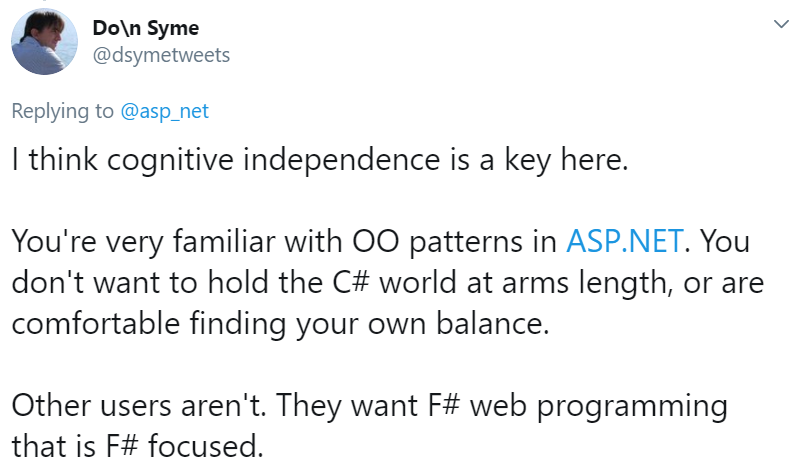 Do\n Syme
@dsymetweets
Replying to @asp_net
I think cognitive independence is a key here.
You're very familiar with OO patterns in ASP.NET. You
don't want to hold the C# world at arms length, or are
comfortable finding your own balance.
Other users aren't. They want F# web programming
that is F# focused.